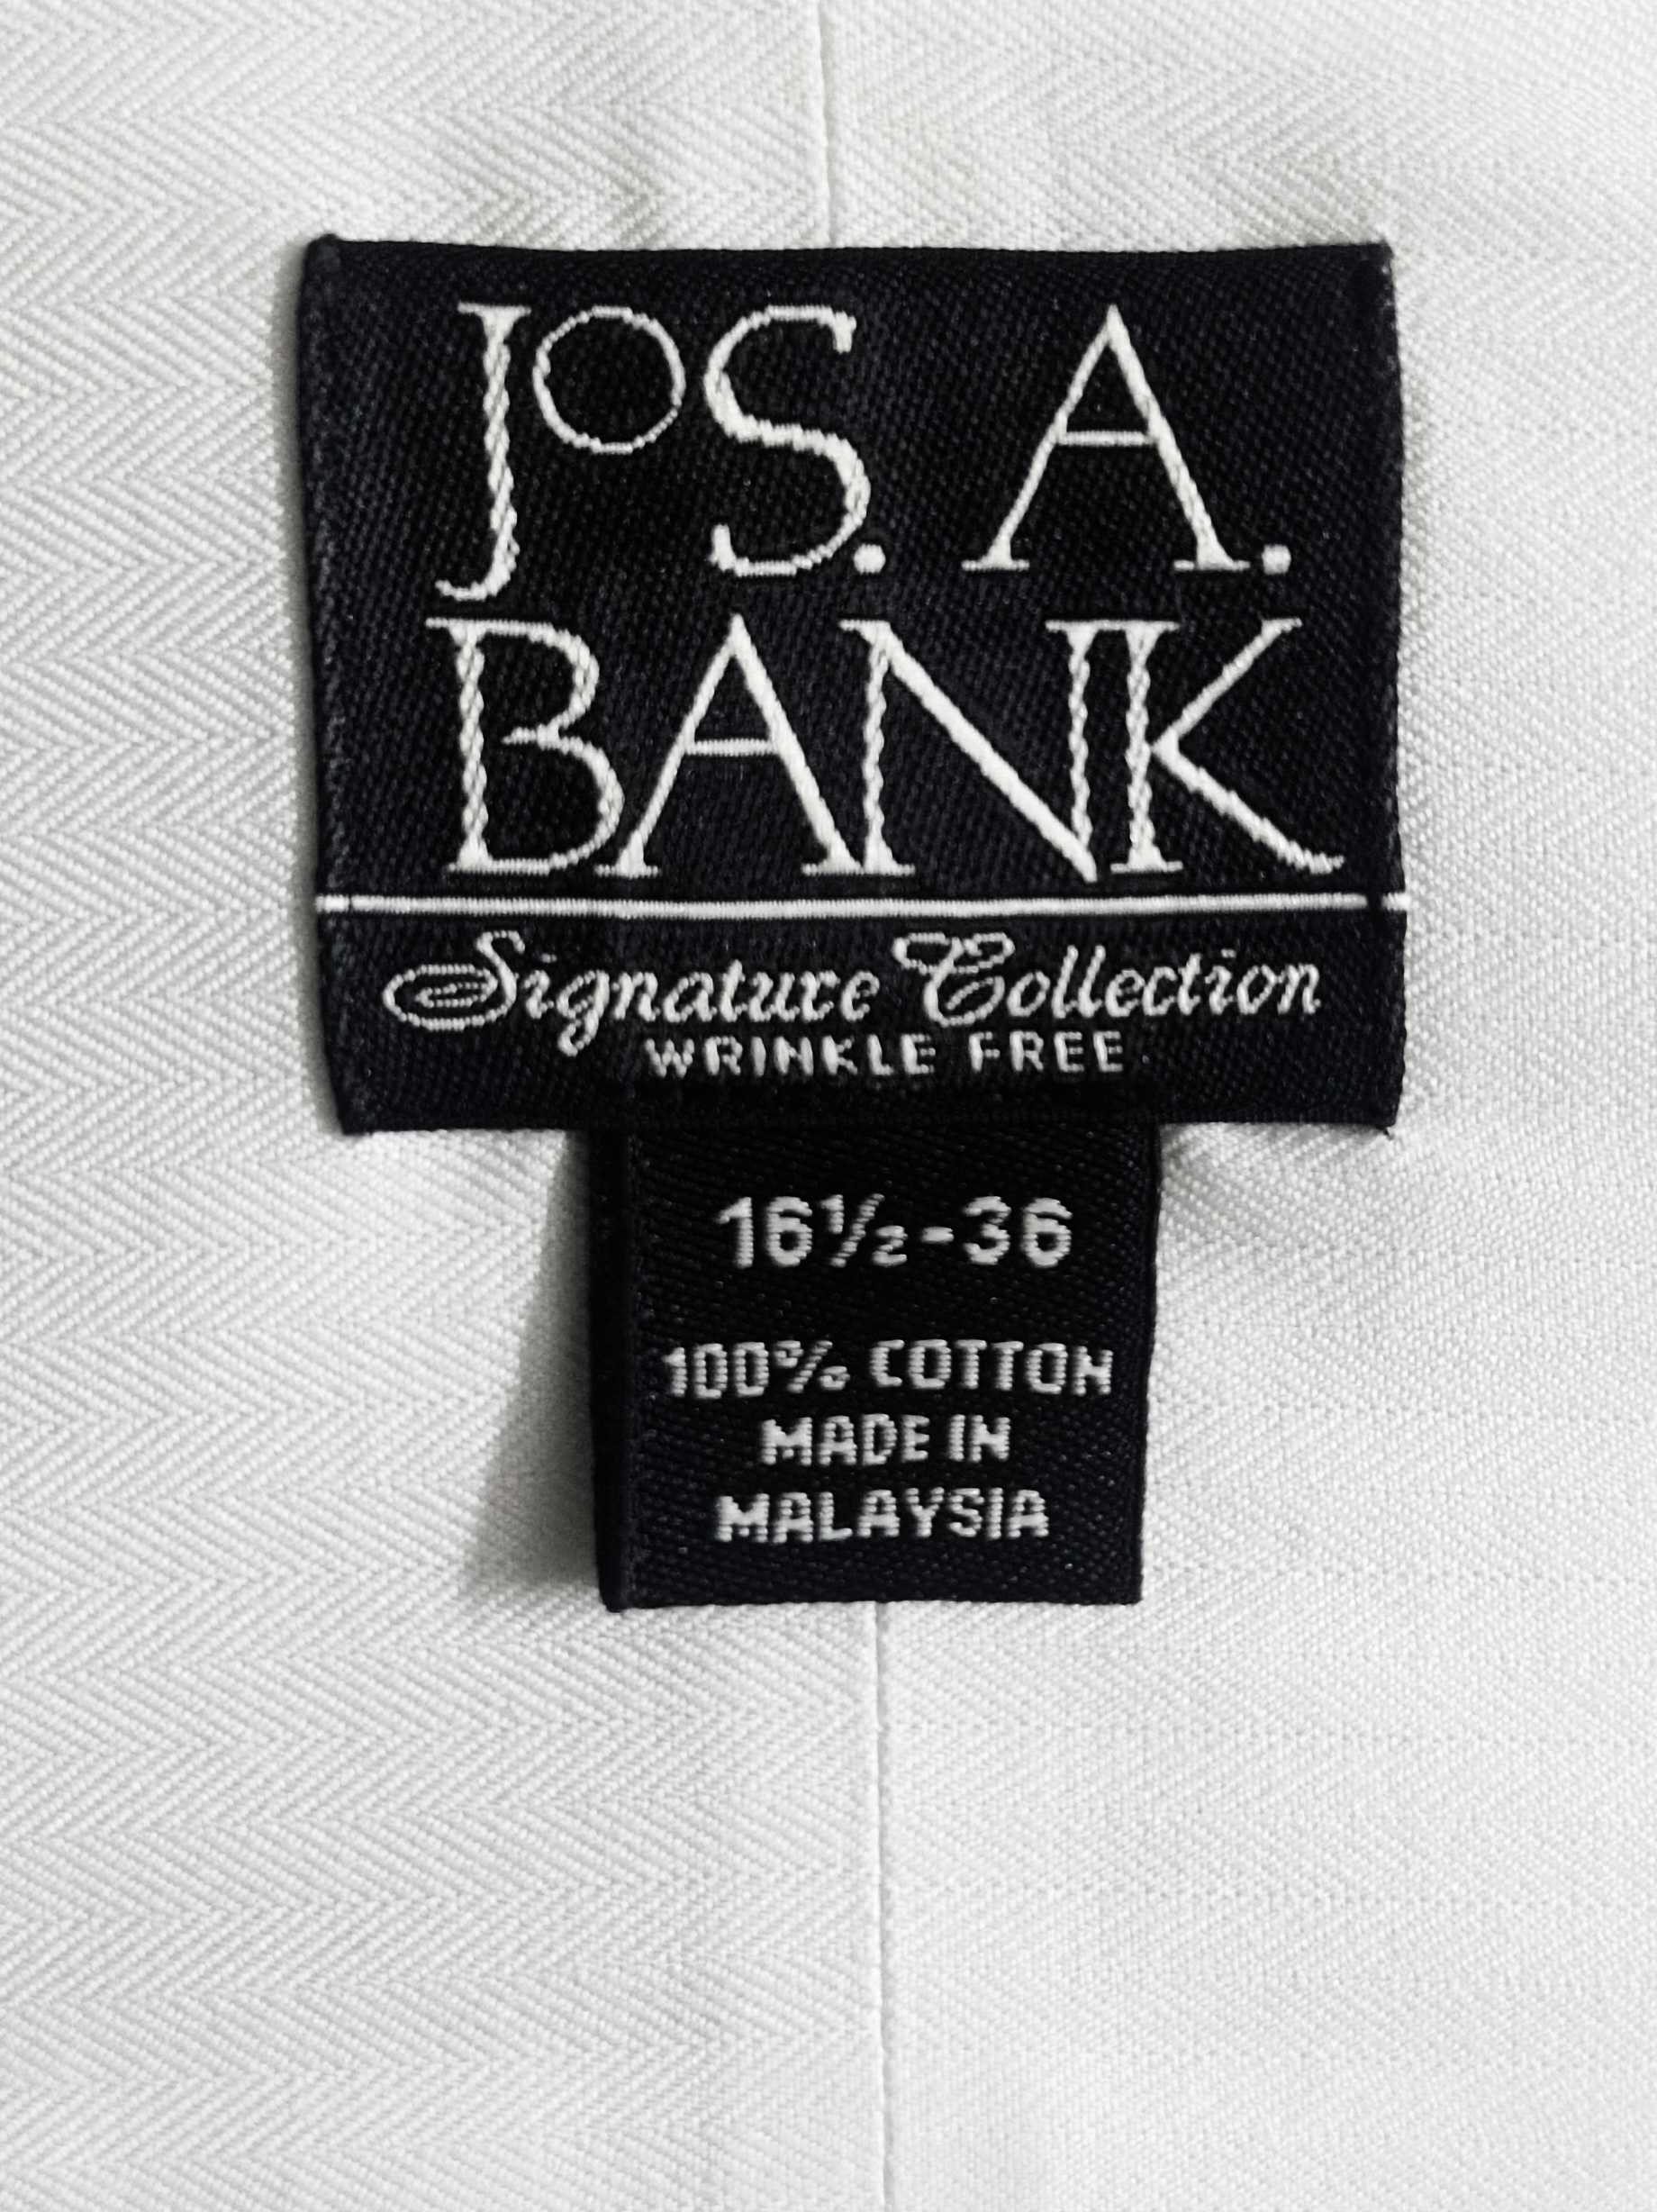 JoS. A.
BANK
Signature Collection
WRINKLE FREE
16½-36
100% COTTON
MADE IN
MALAYSIA